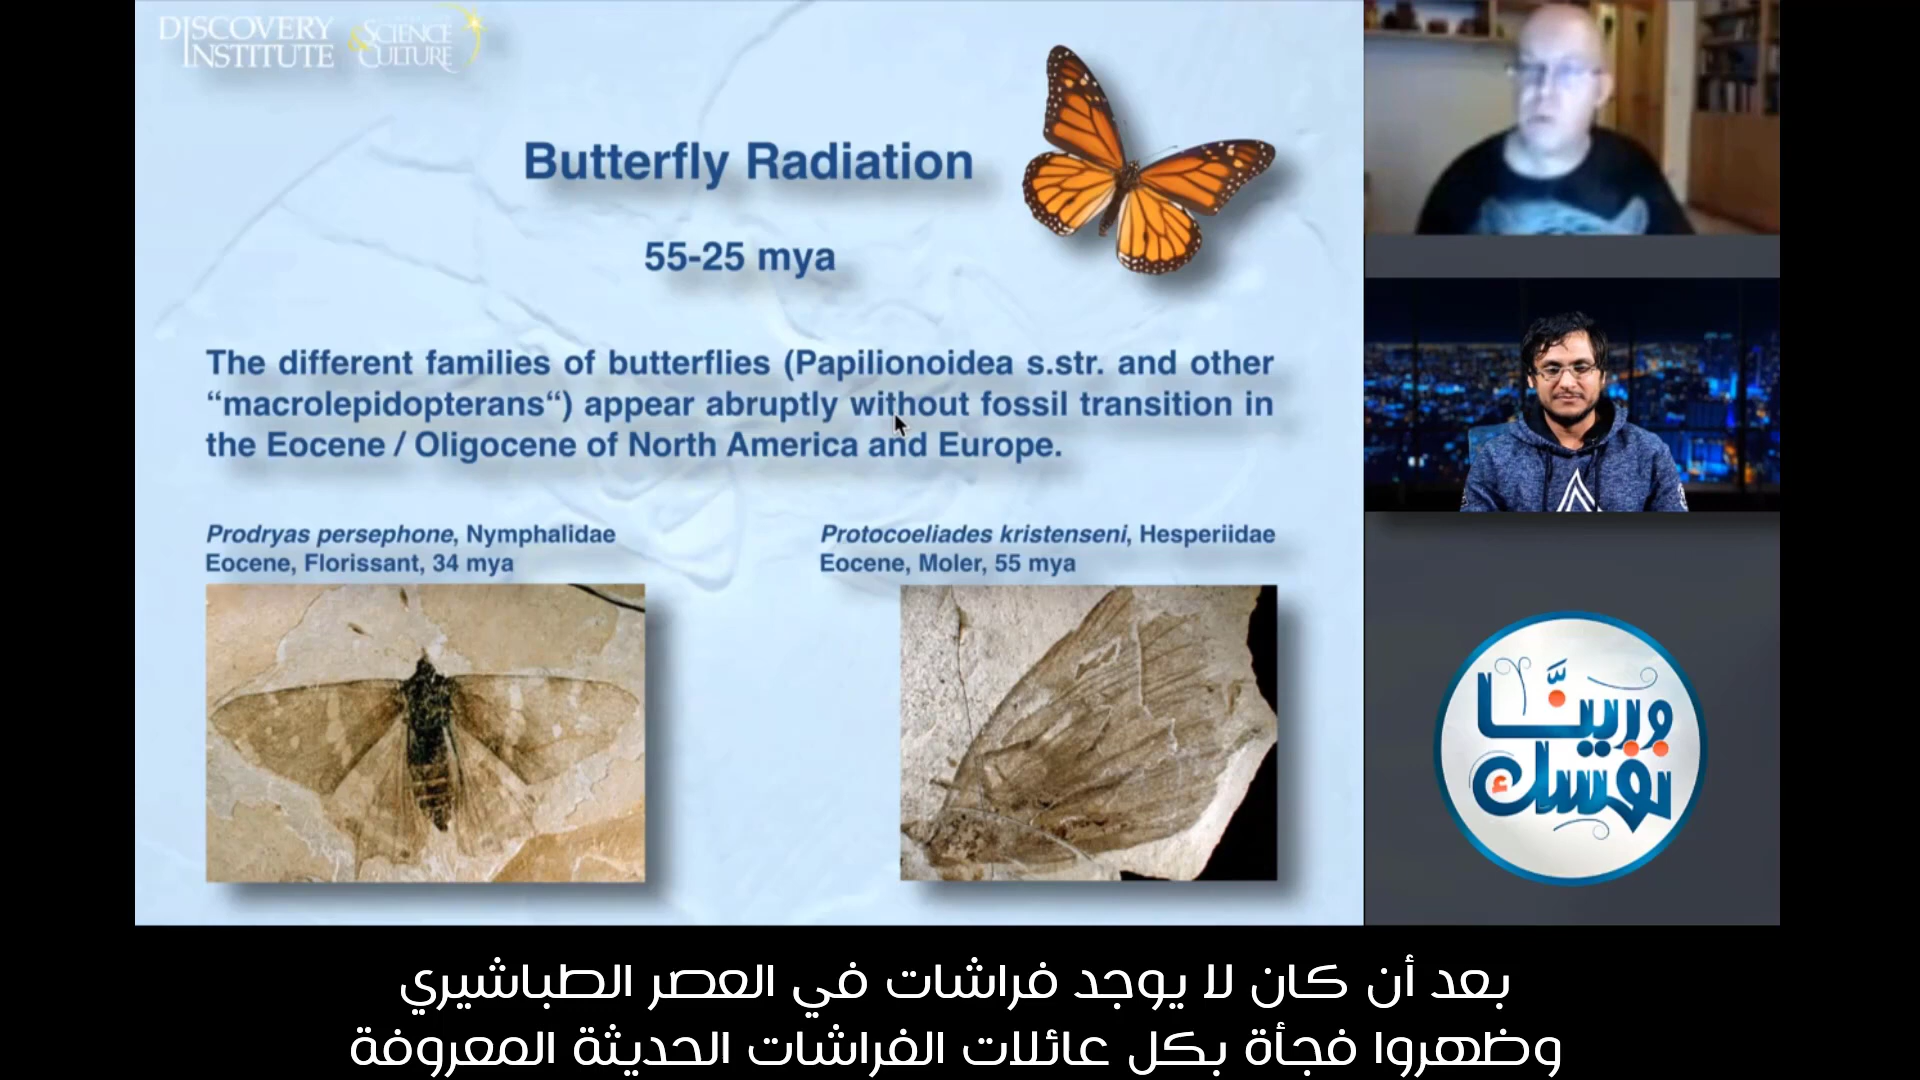 DISCOVERY
INSTITUTE
SCIENCE
& CULTURE
Butterfly Radiation
55-25 mya
The different families of butterflies (Papilionoidea s.str. and other
“macrolepidopterans“) appear abruptly without fossil transition in
the Eocene / Oligocene of North America and Europe.
Prodryas persephone, Nymphalidae
Eocene, Florissant, 34 mya
Protocoeliades kristenseni, Hesperiidae
Eocene, Moler, 55 mya
ورينَّا
نفسك
بعد أن كان لا يوجد فراشات في العصر الطباشيري
وظهروا فجأة بكل عائلات الفراشات الحديثة المعروفة